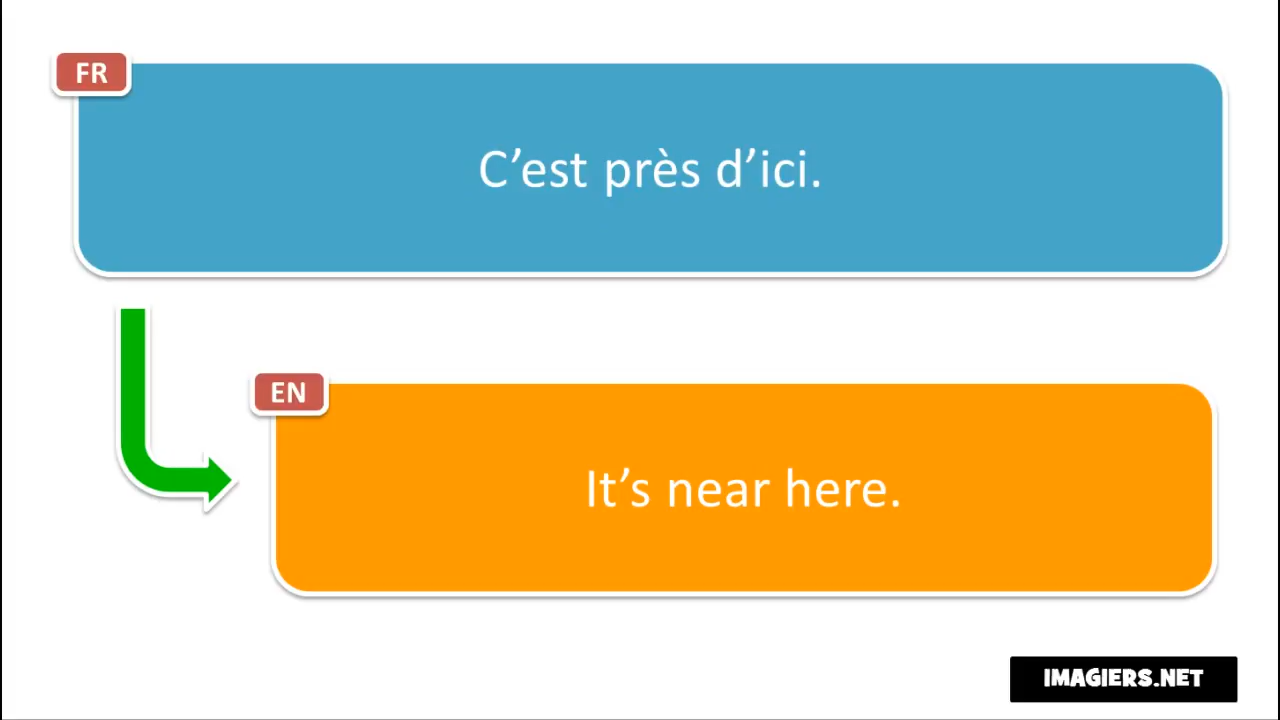 FR
C’est près d’ici.
EN
It’s near here.
IMAGIERS.NET